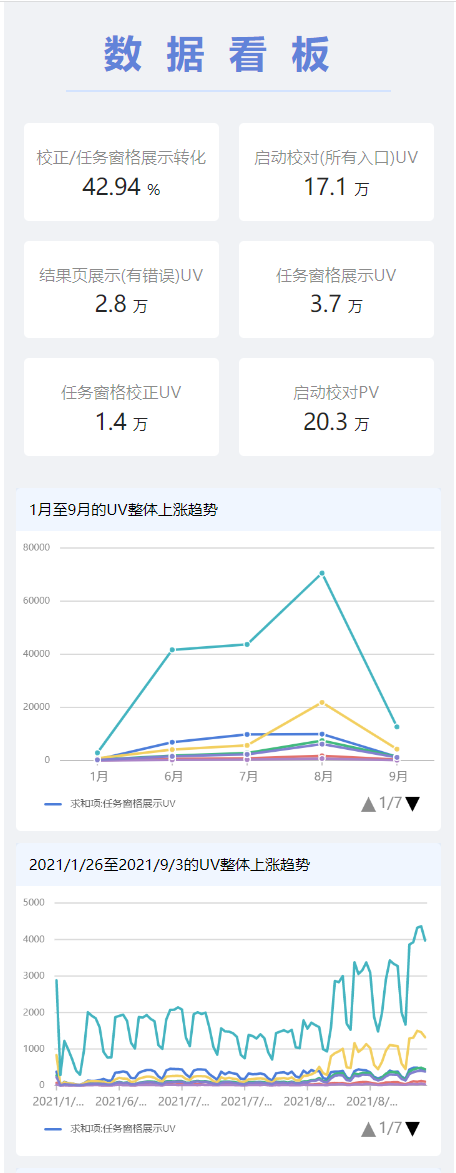 数据看板
校正/任务窗格展示转化
42.94 %
启动校对(所有入口)UV
17.1 万
结果页展示(有错误)UV
2.8 万
任务窗格展示UV
3.7 万
任务窗格校正UV
1.4 万
启动校对PV
20.3 万
1月至9月的UV整体上涨趋势
80000
60000
40000
20000
0
1月 6月 7月 8月 9月
求和项:任务窗格展示UV
1/7
2021/1/26至2021/9/3的UV整体上涨趋势
5000
4000
3000
2000
1000
0
2021/1/... 2021/6/... 2021/7/... 2021/7/... 2021/8/... 2021/8/...
求和项:任务窗格展示UV
1/7